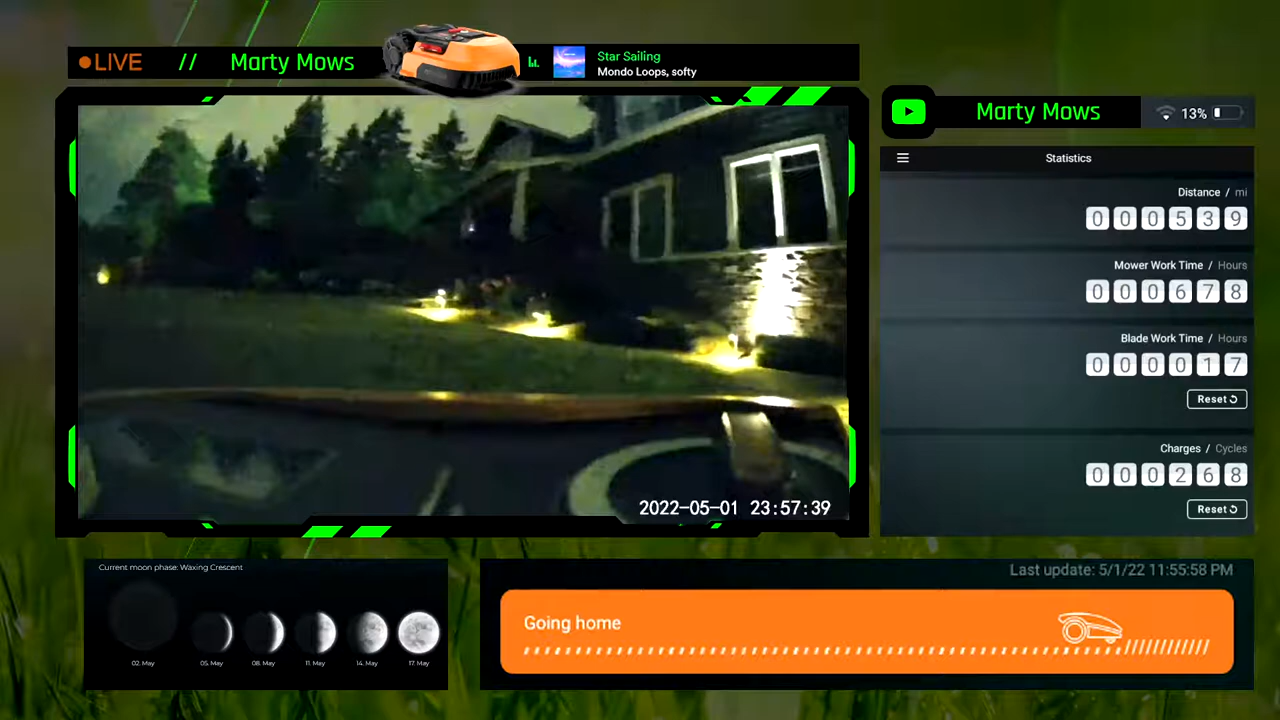 LIVE // Marty Mows
Star Sailing
Mondo Loops, softy
Marty Mows
13%
Statistics
Distance / mi
000539
Mower Work Time / Hours
000678
Blade Work Time / Hours
000017
Reset
Charges / Cycles
000268
Reset
2022-05-01 23:57:39
Current moon phase: Waxing Crescent
02. May 05. May 08. May 11. May 14. May 17. May
Last update: 5/1/22 11:55:58 PM
Going home